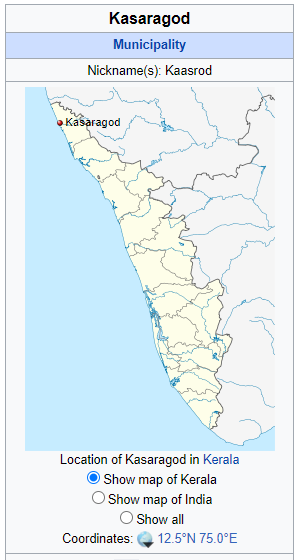 Kasaragod
Municipality
Nickname(s): Kaasrod
Kasaragod
Location of Kasaragod in Kerala
Show map of Kerala
Show map of India
Show all
Coordinates: 12.5°N 75.0°E